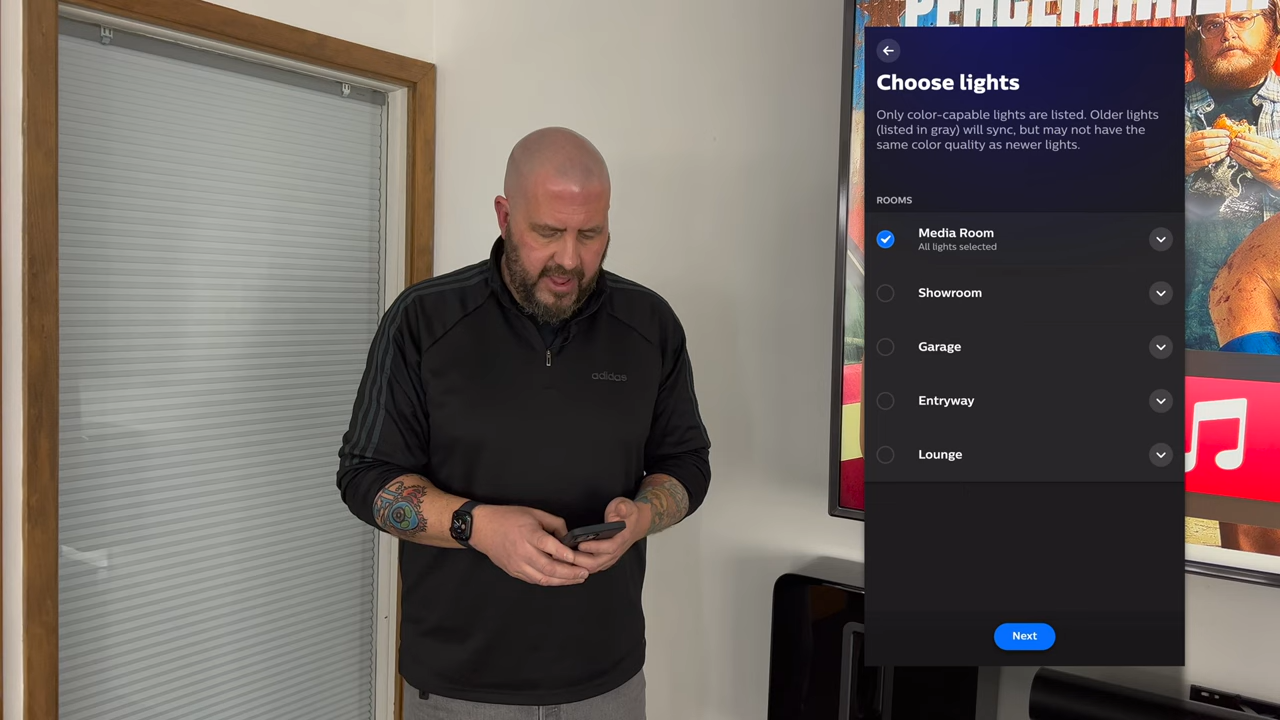 PEACEMAKER
Choose lights
Only color-capable lights are listed. Older lights
(listed in gray) will sync, but may not have the
same color quality as newer lights.
ROOMS
Media Room
All lights selected
Showroom
Garage
Entryway
Lounge
Next
adidas